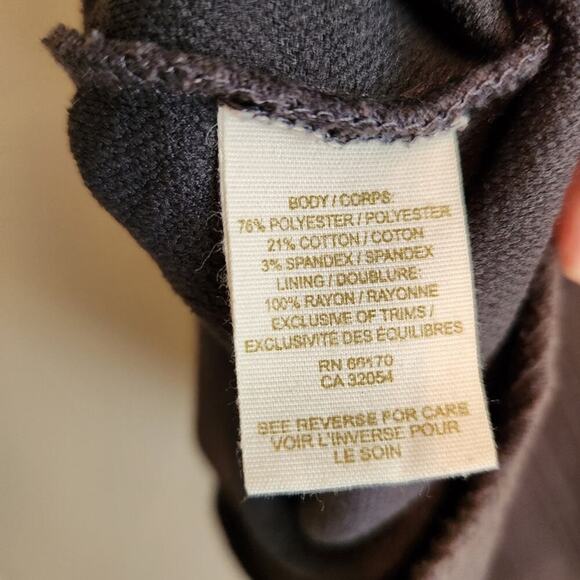 BODY / CORPS:
76% POLYESTER / POLYESTER
21% COTTON / COTON
3% SPANDEX / SPANDEX
LINING / DOUBLURE:
100% RAYON / RAYONNE
EXCLUSIVE OF TRIMS /
EXCLUSIVITE DES ÉQUILIBRES
RN 66170
CA 32054
SEE REVERSE FOR CARE
VOIR L'INVERSE POUR
LE SOIN